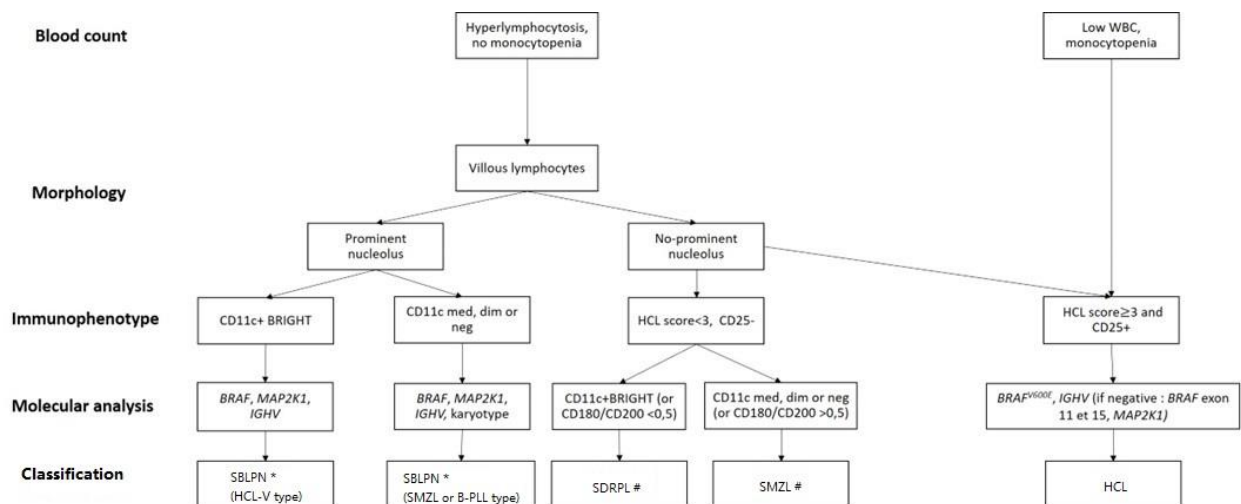 Blood count
Hyperlymphocytosis,
no monocytopenia
Low WBC,
monocytopenia
Morphology
Villous lymphocytes
Prominent
nucleolus
No-prominent
nucleolus
Immunophenotype
CD11c+ BRIGHT
CD11c med, dim or
neg
HCL score<3,  CD25-
HCL score≥3 and
CD25+
Molecular analysis
BRAF, MAP2K1,
IGHV
BRAF, MAP2K1,
IGHV, karyotype
CD11c+BRIGHT (or
CD180/CD200 <0,5)
CD11c med, dim or neg
(or CD180/CD200 >0,5)
BRAFV600E, IGHV (if negative : BRAF exon
11 et 15, MAP2K1)
Classification
SBLPN *
(HCL-V type)
SBLPN *
(SMZL or B-PLL type)
SDRPL #
SMZL #
HCL